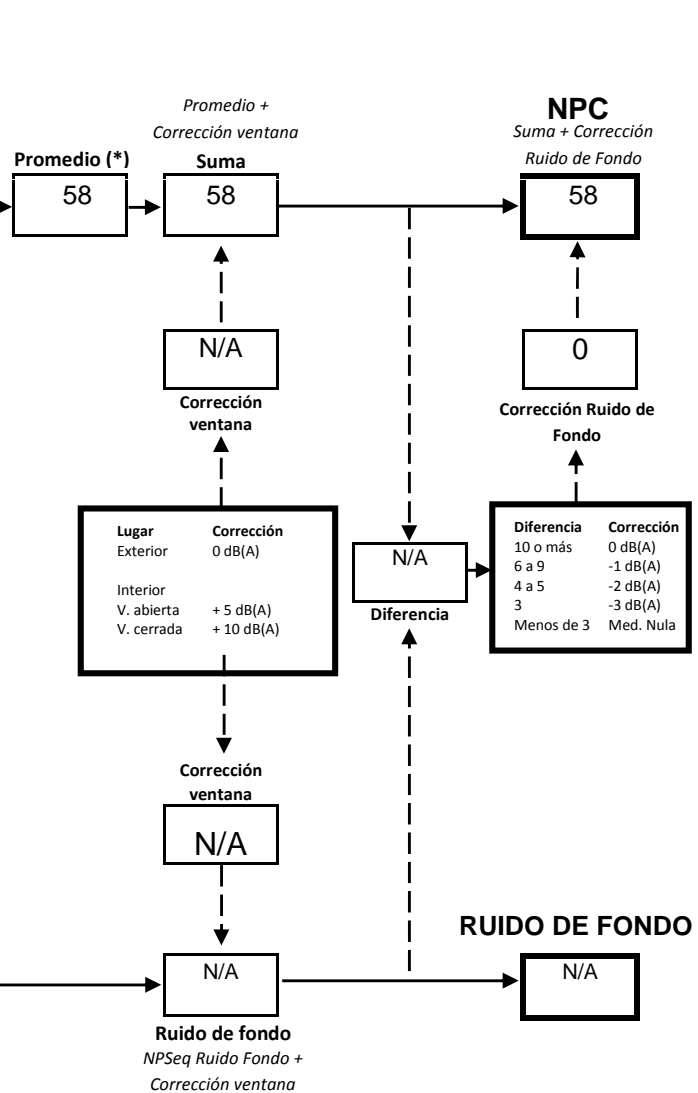 Promedio +
Corrección ventana
NPC
Suma + Corrección
Ruido de Fondo
Promedio (*)
Suma
58
58
58
N/A
0
Corrección
ventana
Corrección Ruido de
Fondo
Lugar Corrección
Exterior 0 dB(A)
Interior
V. abierta + 5 dB(A)
V. cerrada + 10 dB(A)
N/A
Diferencia
Diferencia Corrección
10 o más 0 dB(A)
6 a 9 -1 dB(A)
4 a 5 -2 dB(A)
3 -3 dB(A)
Menos de 3 Med. Nula
Corrección
ventana
N/A
RUIDO DE FONDO
N/A
N/A
Ruido de fondo
NPSeq Ruido Fondo +
Corrección ventana